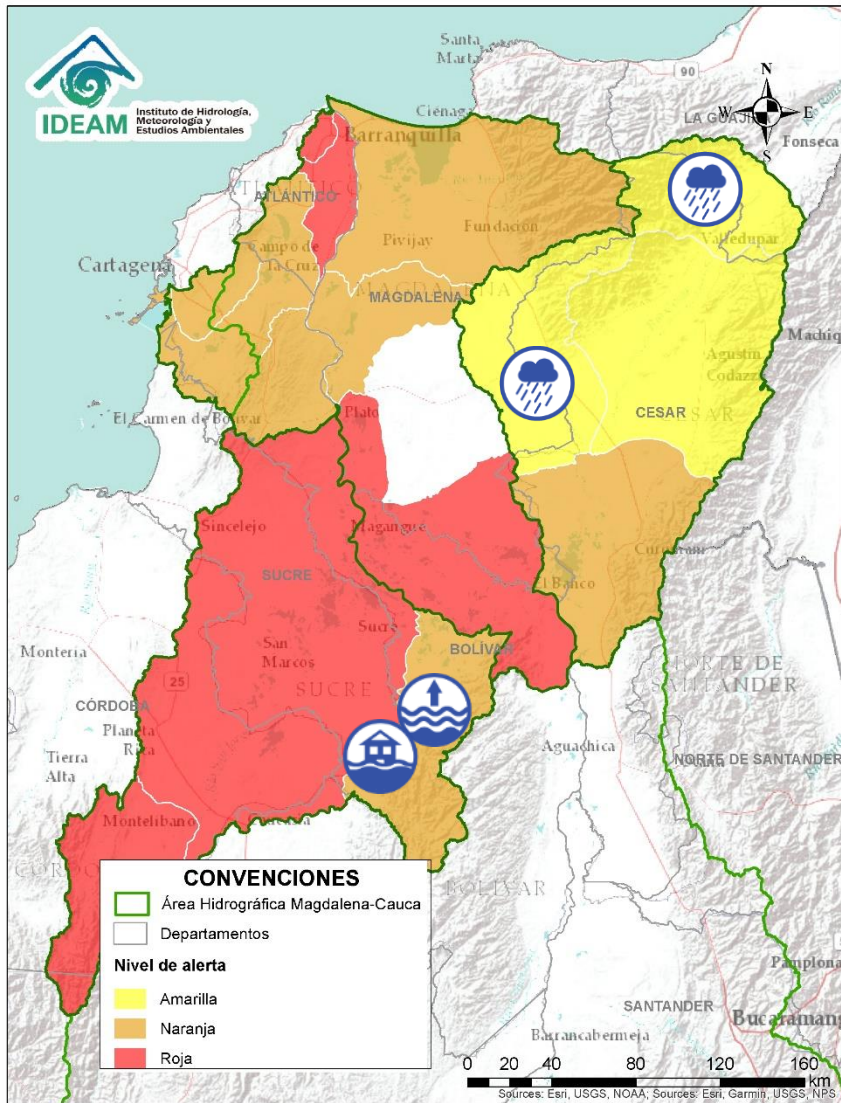 IDEAM
Instituto de Hidrología,
Meteorología y
Estudios Ambientales
Santa
Marta
90
N
E
S
LA GUAJI
Fonseca
Ciénaga
Barranquilla
ATLÁNTICO
Campo de
la Cruz
Pivijay
Fundación
Valledupar
Cartagena
MAGDALENA
Machiq
Agustín
Codazzi
CESAR
CESAR
Plato
El Carmen de Bolívar
Sincelejo
Magangué
SUCRE
El Banco
Sucre
BOLÍVAR
San
Marcos
SUCRE
Montería
25
CÓRDOBA
Planeta
Rica
Tierra
Alta
NORTE DE
SANTANDER
NORTE DE SANTANDER
Aguachica
Montelíbano
BOLÍVAR
SANTANDER
Pamplona
Bucaramang
Barrancabermeja
CONVENCIONES
Área Hidrográfica Magdalena-Cauca
Departamentos
Nivel de alerta
Amarilla
Naranja
Roja
0 20 40 80 120 160
km
Sources: Esri, USGS, NOAA; Sources: Esri, Garmin, USGS, NPS